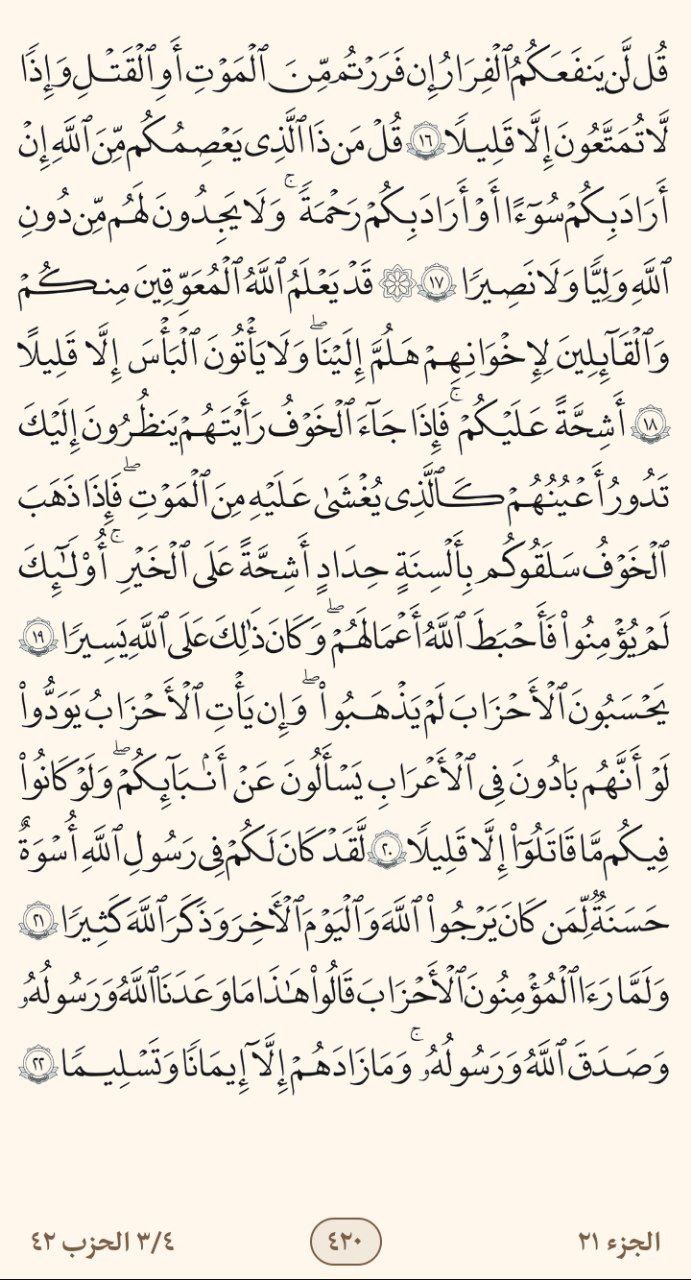 قُل لَّن يَنفَعَكُمُ ٱلْفِرَارُ إِن فَرَرْتُم مِّنَ ٱلْمَوْتِ أَوِ ٱلْقَتْلِ وَإِذًا
لَّا تُمَتَّعُونَ إِلَّا قَلِيلًا ١٦ قُلْ مَن ذَا ٱلَّذِى يَعْصِمُكُم مِّنَ ٱللَّهِ إِنْ
أَرَادَ بِكُمْ سُوٓءًا أَوْ أَرَادَ بِكُمْ رَحْمَةً ۚ وَلَا يَجِدُونَ لَهُم مِّن دُونِ
ٱللَّهِ وَلِيًّا وَلَا نَصِيرًا ١٧ ۞ قَدْ يَعْلَمُ ٱللَّهُ ٱلْمُعَوِّقِينَ مِنكُمْ
وَٱلْقَآئِلِينَ لِإِخْوَانِهِمْ هَلُمَّ إِلَيْنَا ۖ وَلَا يَأْتُونَ ٱلْبَأْسَ إِلَّا قَلِيلًا
١٨ أَشِحَّةً عَلَيْكُمْ ۚ فَإِذَا جَآءَ ٱلْخَوْفُ رَأَيْتَهُمْ يَنظُرُونَ إِلَيْكَ
تَدُورُ أَعْيُنُهُمْ كَٱلَّذِى يُغْشَىٰ عَلَيْهِ مِنَ ٱلْمَوْتِ ۖ فَإِذَا ذَهَبَ
ٱلْخَوْفُ سَلَقُوكُم بِأَلْسِنَةٍ حِدَادٍ أَشِحَّةً عَلَى ٱلْخَيْرِ ۚ أُو۟لَـٰٓئِكَ
لَمْ يُؤْمِنُوا۟ فَأَحْبَطَ ٱللَّهُ أَعْمَالَهُمْ ۖ وَكَانَ ذَٰلِكَ عَلَى ٱللَّهِ يَسِيرًا ١٩
يَحْسَبُونَ ٱلْأَحْزَابَ لَمْ يَذْهَبُوا۟ ۖ وَإِن يَأْتِ ٱلْأَحْزَابُ يَوَدُّوا۟
لَوْ أَنَّهُم بَادُونَ فِى ٱلْأَعْرَابِ يَسْأَلُونَ عَنْ أَنۢبَآئِكُمْ ۖ وَلَوْ كَانُوا۟
فِيكُم مَّا قَاتَلُوٓا۟ إِلَّا قَلِيلًا ٢٠ لَّقَدْ كَانَ لَكُمْ فِى رَسُولِ ٱللَّهِ أُسْوَةٌ
حَسَنَةٌ لِّمَن كَانَ يَرْجُوا۟ ٱللَّهَ وَٱلْيَوْمَ ٱلْأَخِرَ وَذَكَرَ ٱللَّهَ كَثِيرًا ٢١
وَلَمَّا رَءَا ٱلْمُؤْمِنُونَ ٱلْأَحْزَابَ قَالُوا۟ هَـٰذَا مَا وَعَدَنَا ٱللَّهُ وَرَسُولُهُۥ
وَصَدَقَ ٱللَّهُ وَرَسُولُهُۥ ۚ وَمَا زَادَهُمْ إِلَّآ إِيمَانًا وَتَسْلِيمًا ٢٢
الجزء ٢١ ٤٢٠ ٣/٤ الحزب ٤٢